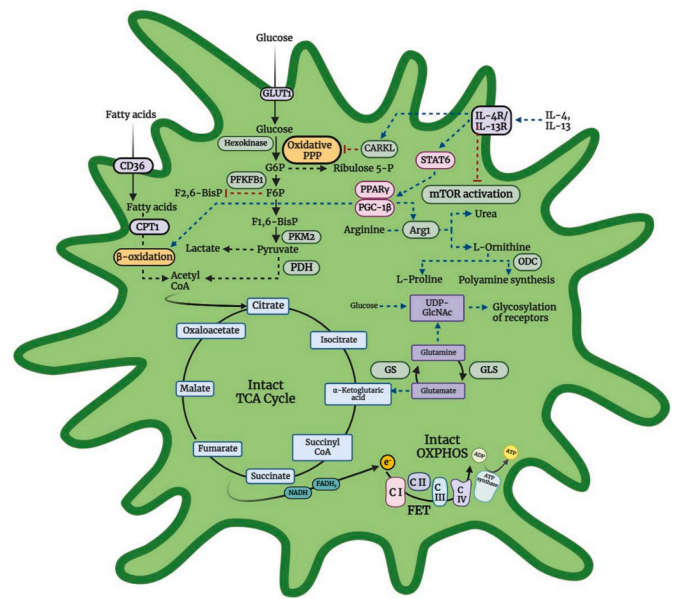 Glucose
GLUT1
Glucose
Hexokinase
Oxidative
PPP
CARKL
IL-4R/
IL-13R
IL-4,
IL-13
Fatty acids
CD36
Fatty acids
G6P
Ribulose 5-P
STAT6
PFKFB1
F2,6-BisP
F6P
PPARγ
PGC-1β
mTOR activation
CPT1
F1,6-BisP
Arginine
Arg1
Urea
β-oxidation
PKM2
Lactate
Pyruvate
L-Ornithine
PDH
ODC
Acetyl
CoA
L-Proline
Polyamine synthesis
Citrate
Glucose
UDP-
GlcNAc
Glycosylation
of receptors
Oxaloacetate
Isocitrate
Glutamine
GS
GLS
Intact
TCA Cycle
Malate
α-Ketoglutaric
acid
Glutamate
Fumarate
Succinyl
CoA
Intact
OXPHOS
Succinate
e-
ADP
ATP
NADH
FADH₂
C I
C II
C
III
C
IV
ATP
synthase
FET